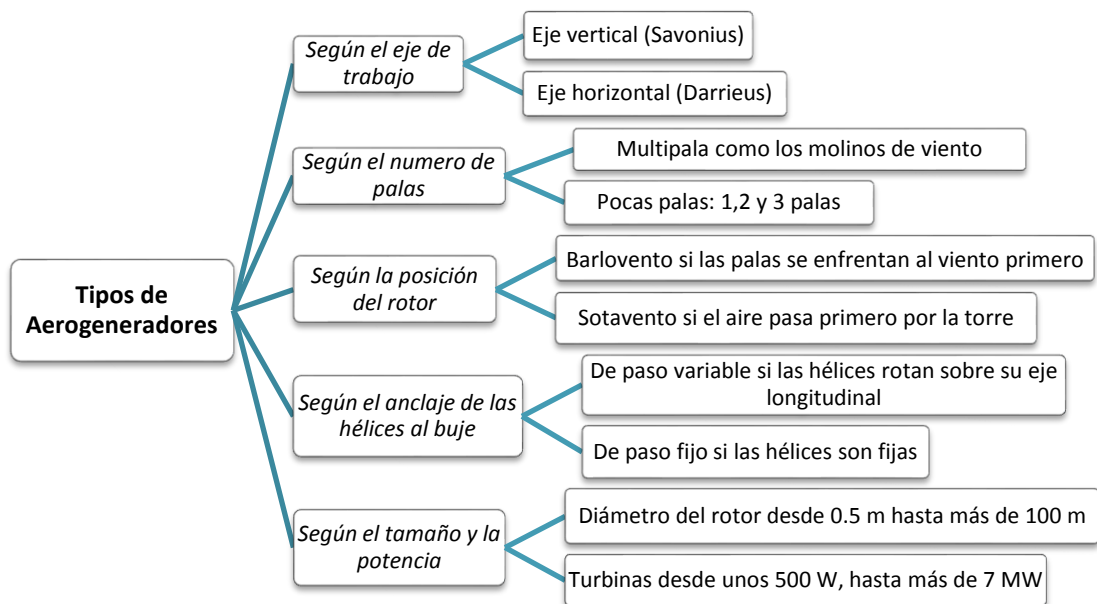 Tipos de
Aerogeneradores
Según el eje de
trabajo
Eje vertical (Savonius)
Eje horizontal (Darrieus)
Según el numero de
palas
Multipala como los molinos de viento
Pocas palas: 1,2 y 3 palas
Según la posición
del rotor
Barlovento si las palas se enfrentan al viento primero
Sotavento si el aire pasa primero por la torre
Según el anclaje de las
hélices al buje
De paso variable si las hélices rotan sobre su eje
longitudinal
De paso fijo si las hélices son fijas
Según el tamaño y la
potencia
Diámetro del rotor desde 0.5 m hasta más de 100 m
Turbinas desde unos 500 W, hasta más de 7 MW